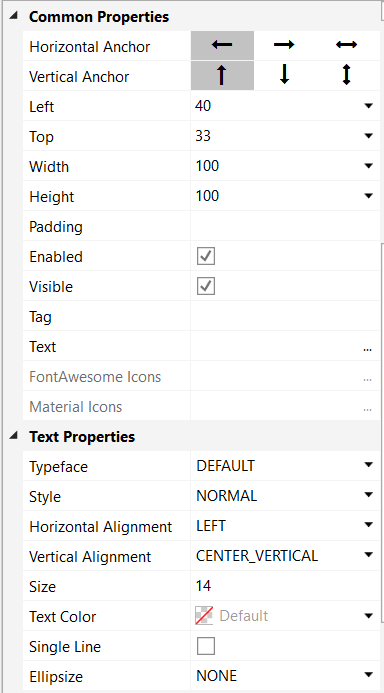 Common Properties
Horizontal Anchor
Vertical Anchor
Left 40
Top 33
Width 100
Height 100
Padding
Enabled
Visible
Tag
Text ...
FontAwesome Icons ...
Material Icons ...
Text Properties
Typeface DEFAULT
Style NORMAL
Horizontal Alignment LEFT
Vertical Alignment CENTER_VERTICAL
Size 14
Text Color Default
Single Line
Ellipsize NONE